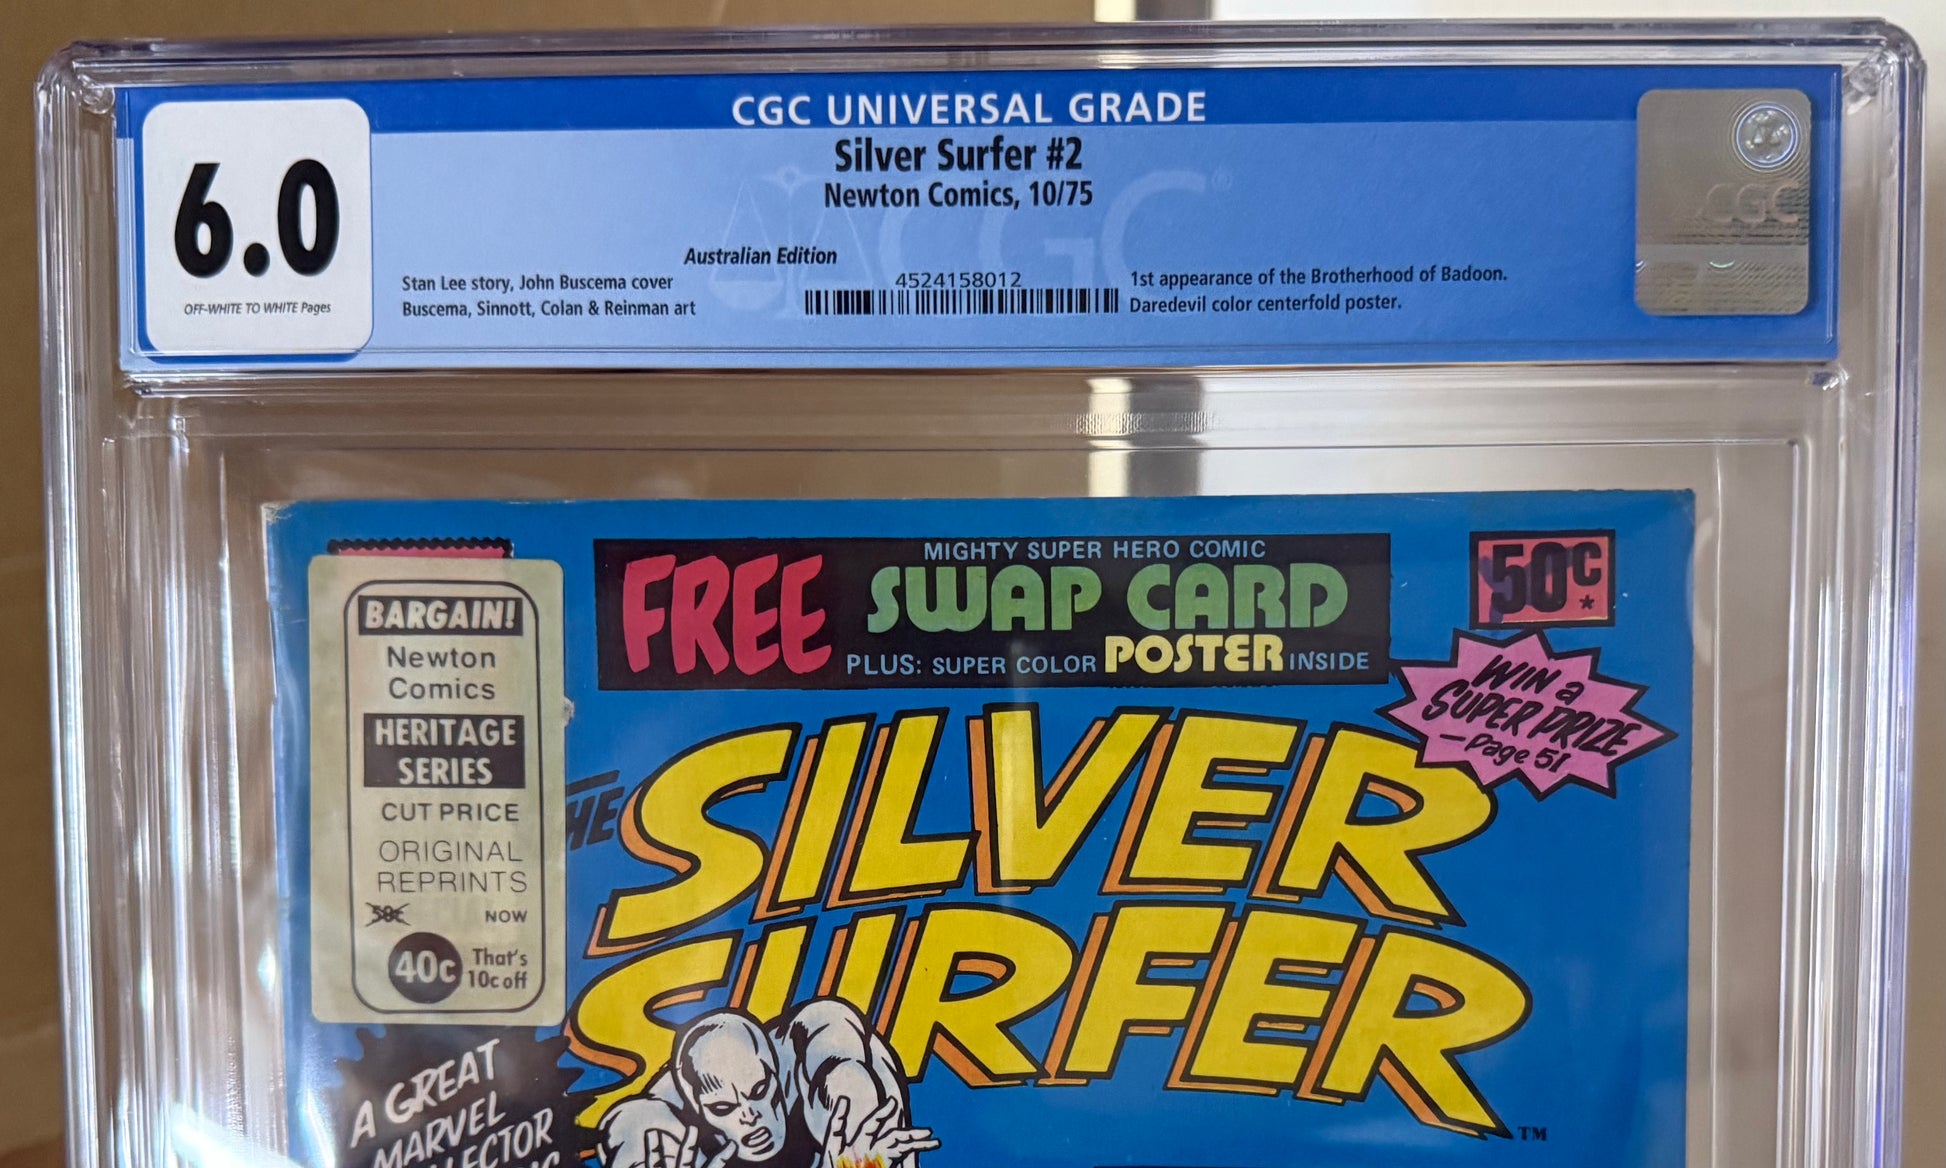 CGC UNIVERSAL GRADE
6.0
OFF-WHITE TO WHITE Pages
Silver Surfer #2
Newton Comics, 10/75
Australian Edition
Stan Lee story, John Buscema cover
Buscema, Sinnott, Colan & Reinman art
4524158012
1st appearance of the Brotherhood of Badoon.
Daredevil color centerfold poster.
CGC
CGC
BARGAIN!
Newton
Comics
HERITAGE
SERIES
CUT PRICE
ORIGINAL
REPRINTS
50c NOW
40c That's
10c off
FREE
MIGHTY SUPER HERO COMIC
SWAP CARD
PLUS: SUPER COLOR POSTER INSIDE
50c*
WIN a
SUPER PRIZE
—Page 51
THE
SILVER
SURFER
TM
A GREAT
MARVEL